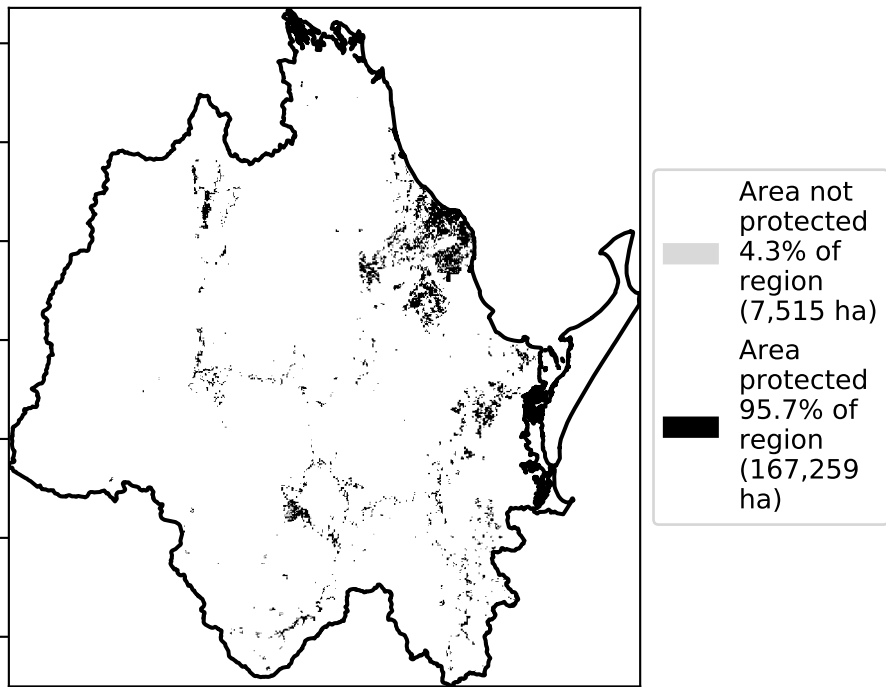 Area not
protected
4.3% of
region
(7,515 ha)
Area
protected
95.7% of
region
(167,259
ha)